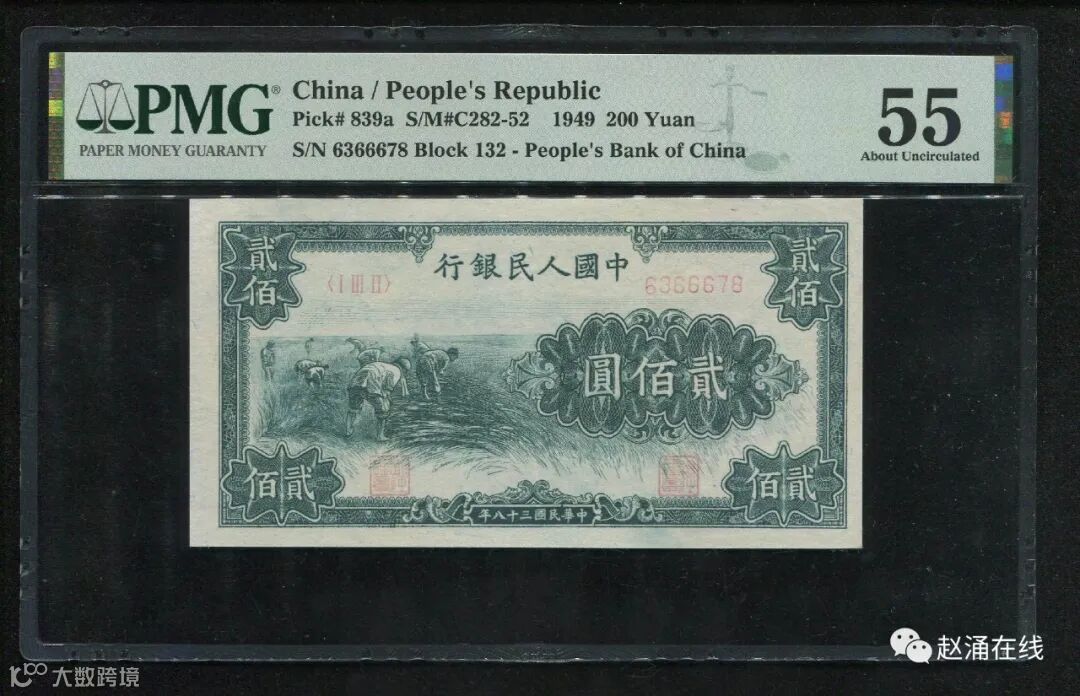 PMG®
PAPER MONEY GUARANTY
China / People's Republic
Pick# 839a S/M#C282-52 1949 200 Yuan
S/N 6366678 Block 132 - People's Bank of China
55
About Uncirculated
貳佰
行銀民人國中
貳佰
〈I III II〉
6366678
圓佰貳
佰貳
佰貳
年八十三國民華中
赵涌在线
10100 大数跨境